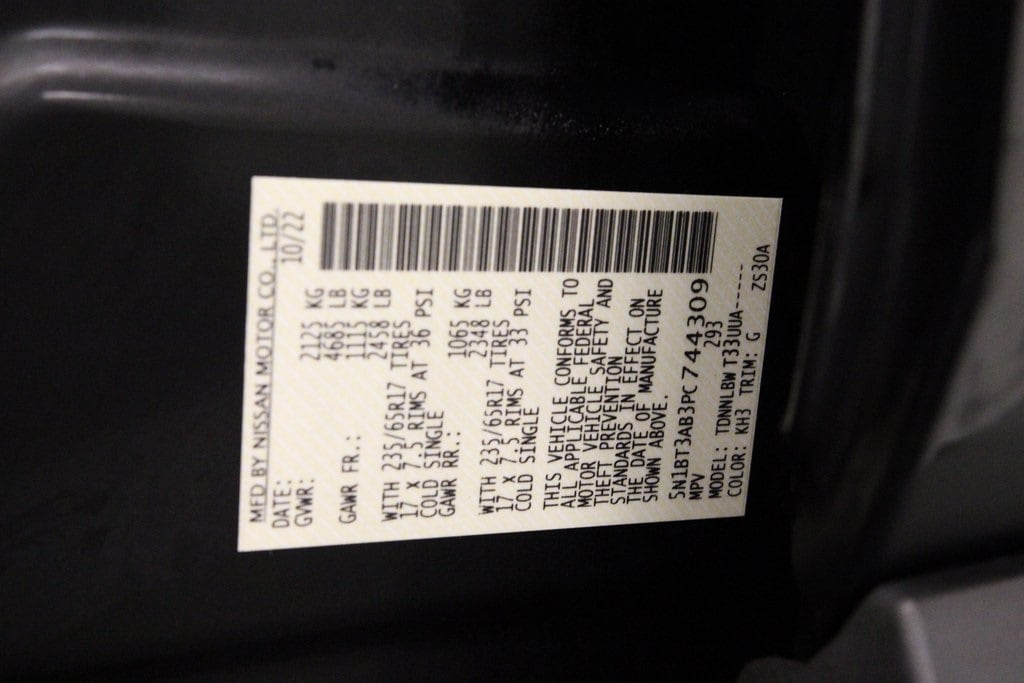 MFD BY NISSAN MOTOR CO., LTD.
DATE: 10/22
GVWR: 2125 KG
4685 LB
GAWR FR.: 1115 KG
2458 LB
WITH 235/65R17 TIRES
17 X 7.5 RIMS AT 36 PSI
COLD SINGLE
GAWR RR.: 1065 KG
2348 LB
WITH 235/65R17 TIRES
17 X 7.5 RIMS AT 33 PSI
COLD SINGLE
THIS VEHICLE CONFORMS TO
ALL APPLICABLE FEDERAL
MOTOR VEHICLE SAFETY AND
THEFT PREVENTION
STANDARDS IN EFFECT ON
THE DATE OF MANUFACTURE
SHOWN ABOVE.
5N1BT3AB3PC744309
MPV 293
MODEL: TDNNLBW T33UUA------
COLOR: KH3 TRIM: G ZS30A